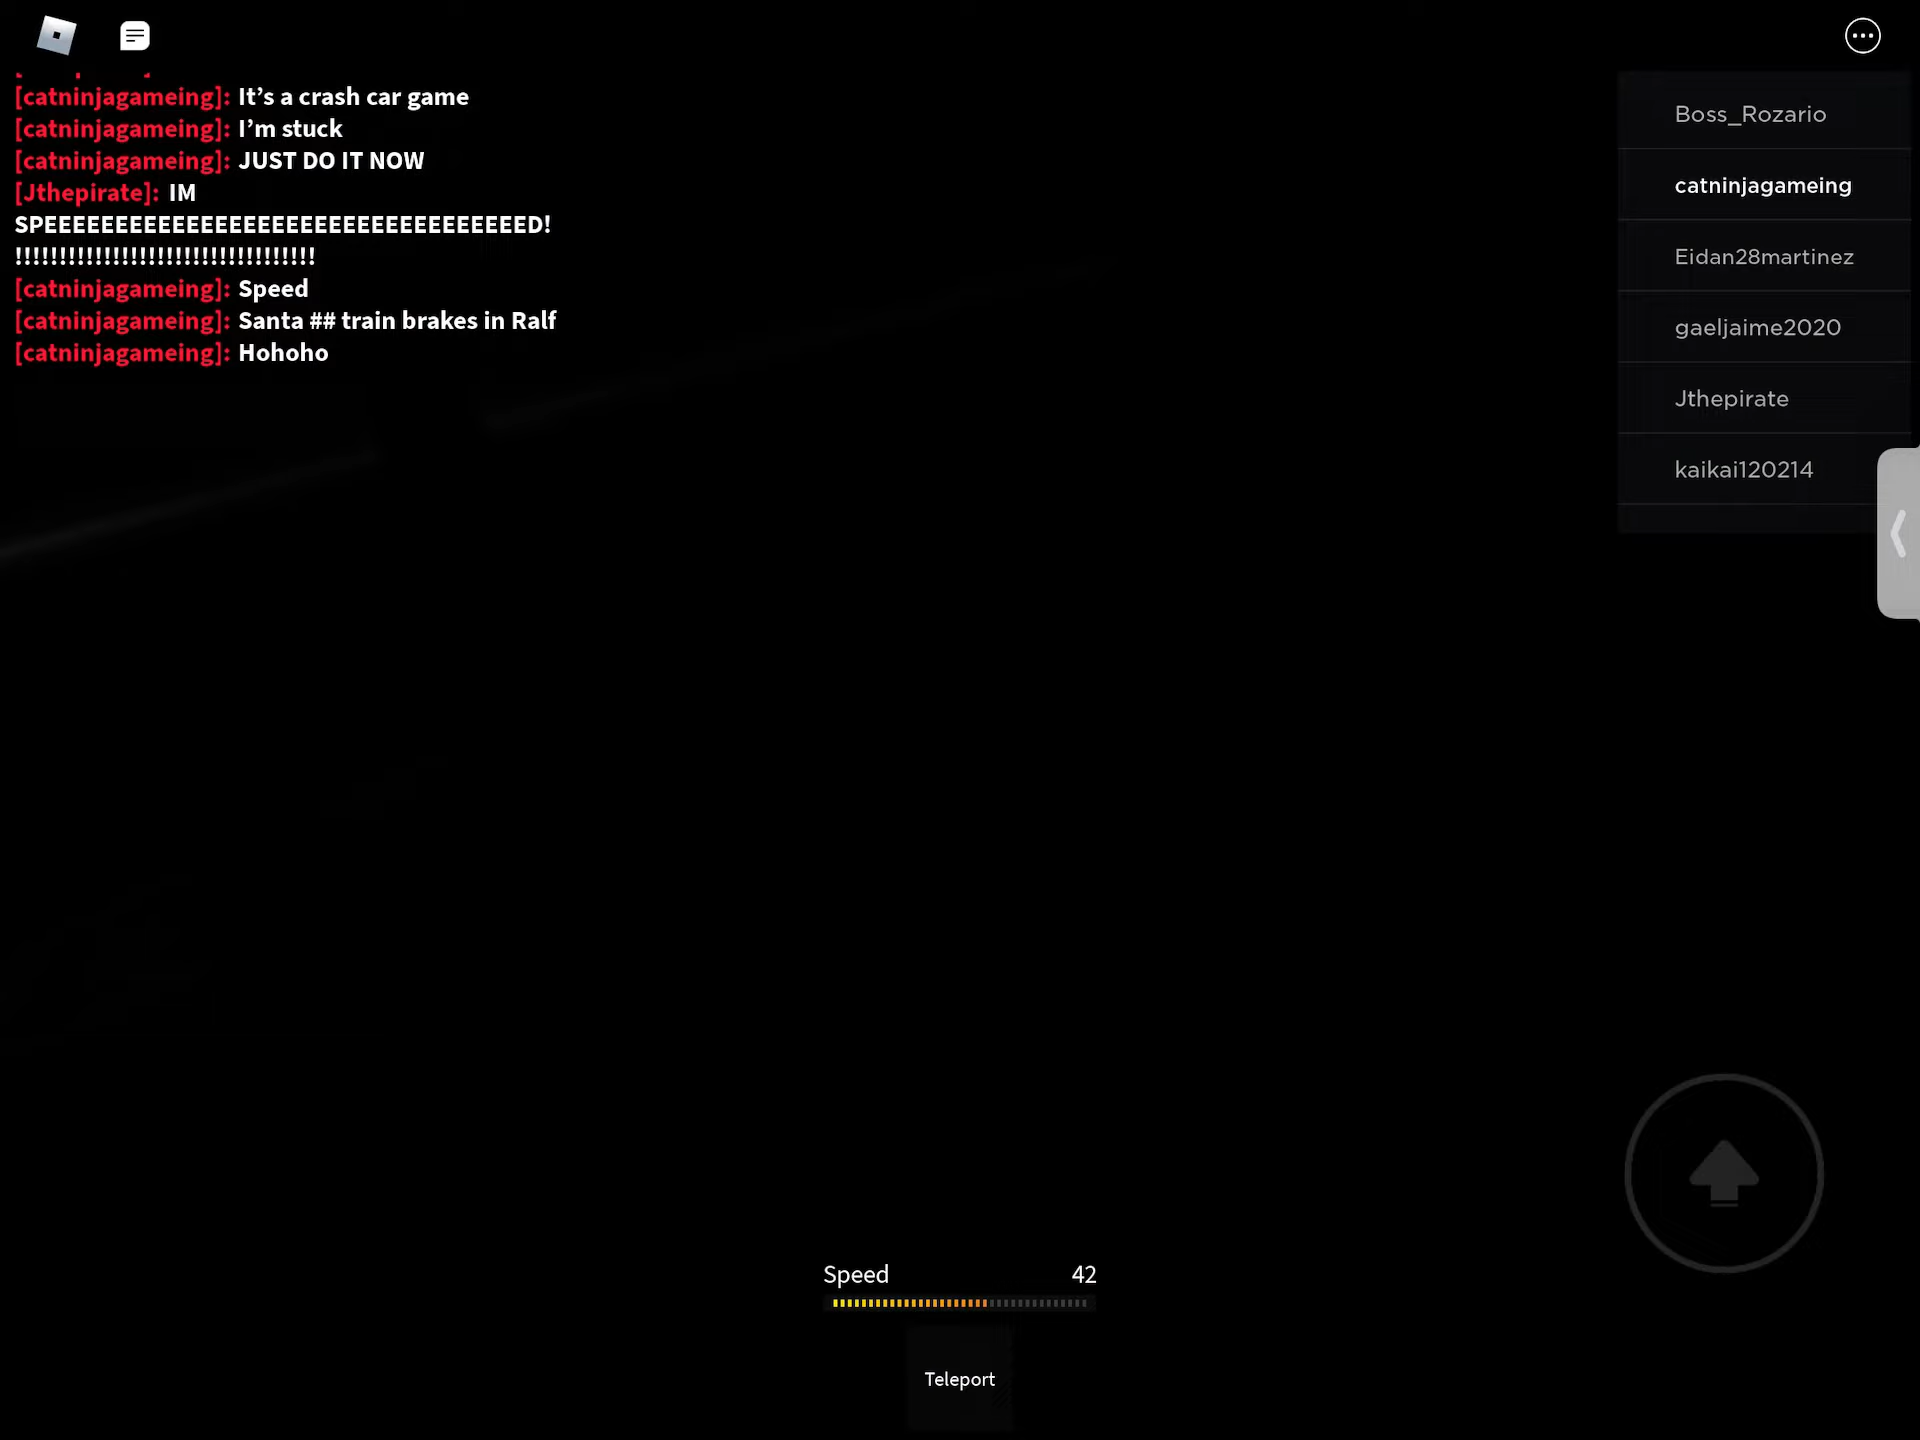 [catninjagameing]: It’s a crash car game
[catninjagameing]: I’m stuck
[catninjagameing]: JUST DO IT NOW
[Jthepirate]: IM
SPEEEEEEEEEEEEEEEEEEEEEEEEEEEEEEEEEEED!
!!!!!!!!!!!!!!!!!!!!!!!!!!!!!!!!!!
[catninjagameing]: Speed
[catninjagameing]: Santa ## train brakes in Ralf
[catninjagameing]: Hohoho
Boss_Rozario
catninjagameing
Eidan28martinez
gaeljaime2020
Jthepirate
kaikai120214
Speed 42
Teleport